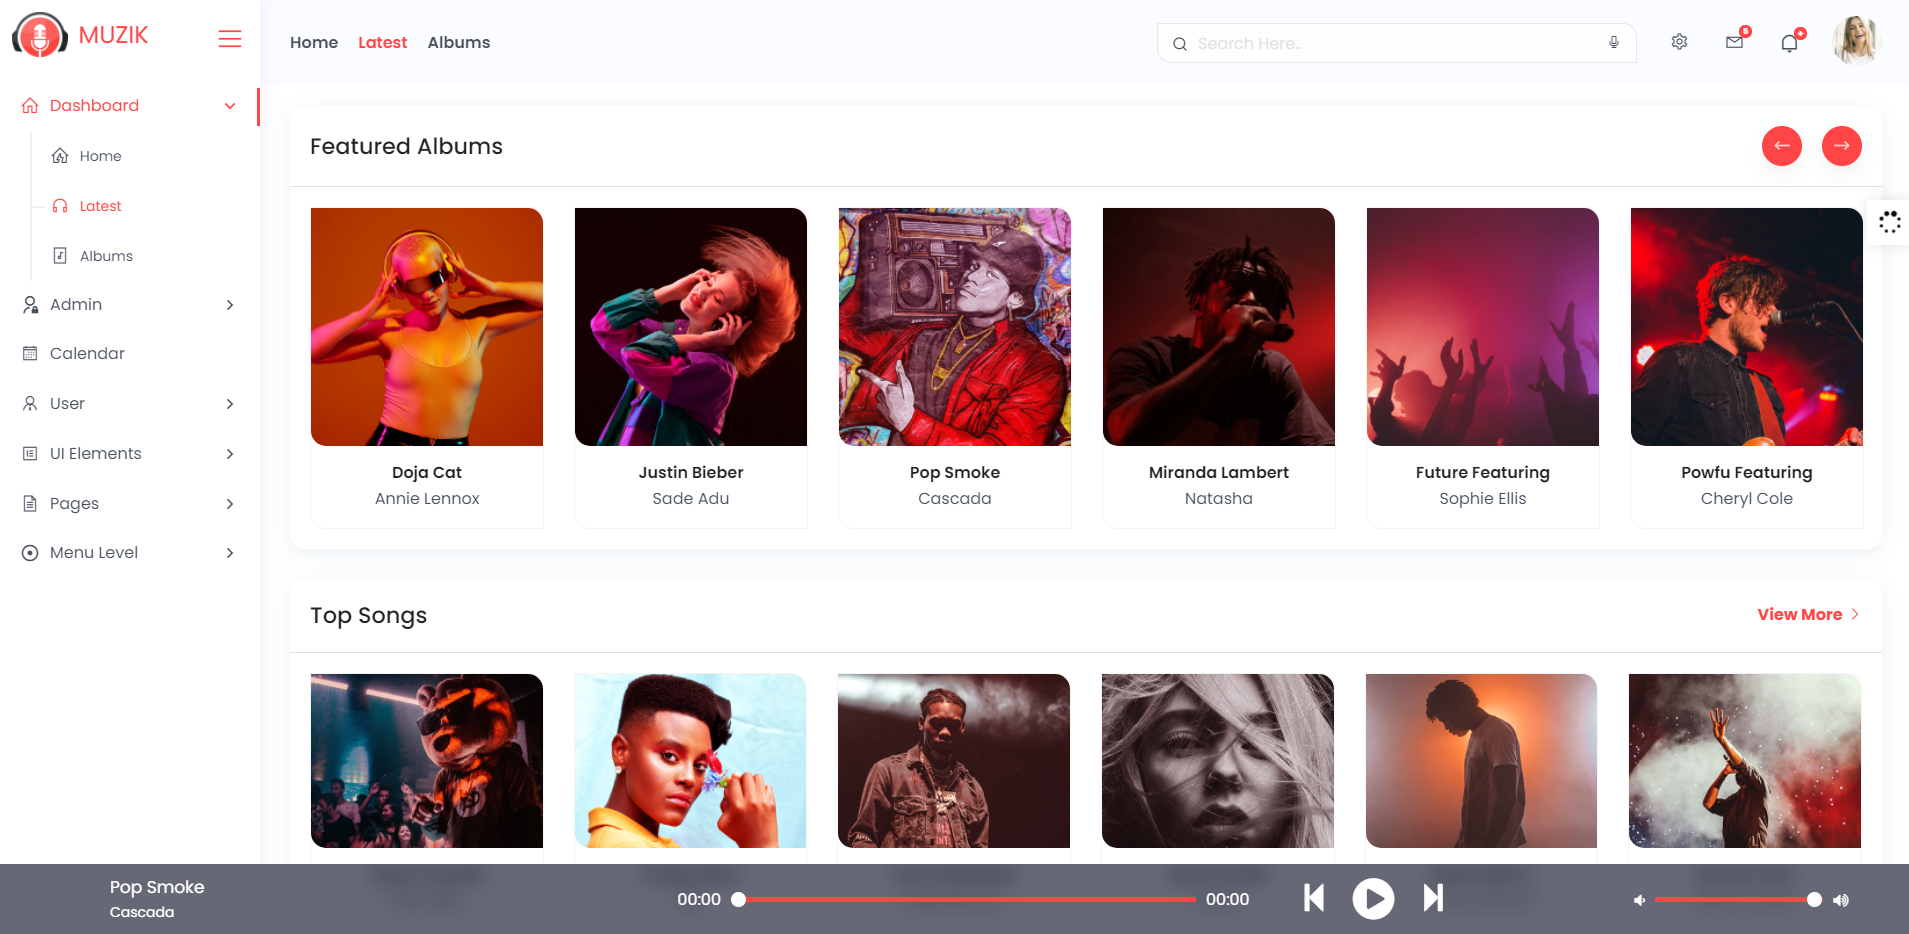 MUZIK
Home Latest Albums
Search Here..
5
+
Dashboard
Home
Latest
Albums
Admin
Calendar
User
UI Elements
Pages
Menu Level
Featured Albums
Doja Cat
Annie Lennox
Justin Bieber
Sade Adu
Pop Smoke
Cascada
Miranda Lambert
Natasha
Future Featuring
Sophie Ellis
Powfu Featuring
Cheryl Cole
Top Songs
View More
Pop Smoke
Cascada
00:00
00:00